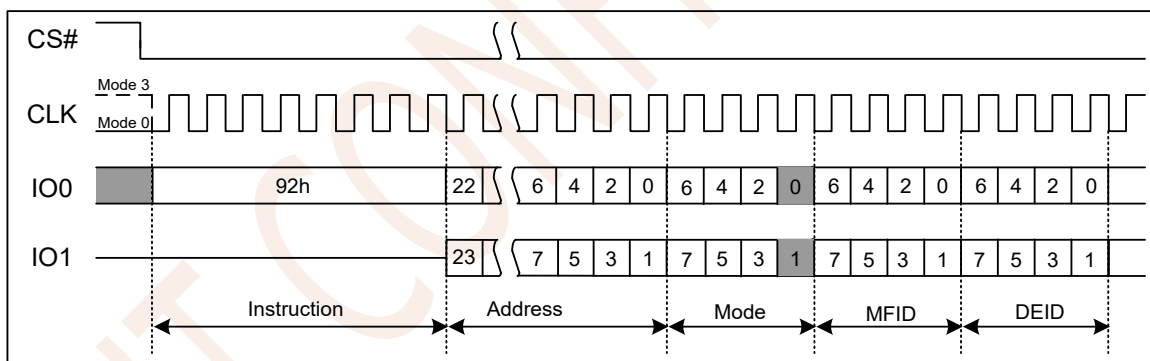 CS#
Mode 3
CLK
Mode 0
IO0 92h 22 6 4 2 0 6 4 2 0 6 4 2 0 6 4 2 0
IO1 23 7 5 3 1 7 5 3 1 7 5 3 1 7 5 3 1
Instruction Address Mode MFID DEID